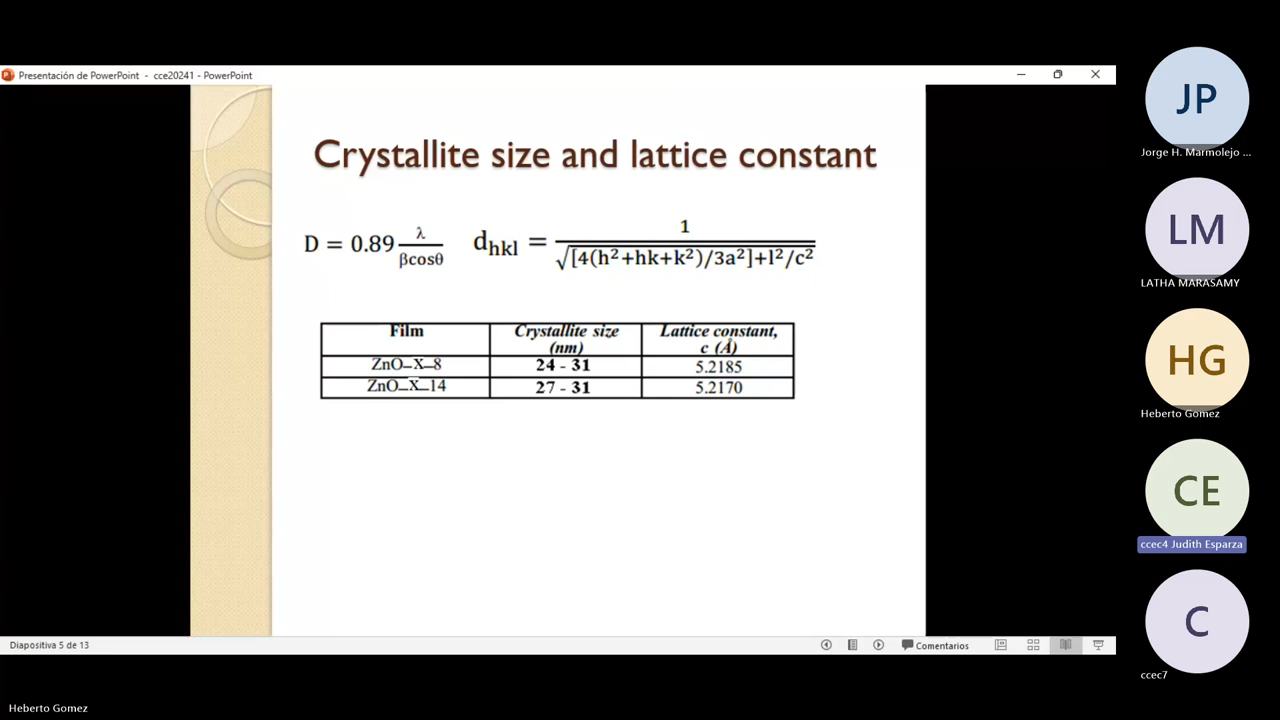 Presentación de PowerPoint - cce20241 - PowerPoint
Crystallite size and lattice constant
D = 0.89 λ/βcosθ
d_hkl = 1/√[4(h²+hk+k²)/3a²]+l²/c²
Film Crystallite size (nm) Lattice constant, c (Å)
ZnO_X_8 24 - 31 5.2185
ZnO_X_14 27 - 31 5.2170
Diapositiva 5 de 13
Comentarios
Heberto Gomez
JP
Jorge H. Marmolejo ...
LM
LATHA MARASAMY
HG
Heberto Gomez
CE
ccec4 Judith Esparza
C
ccec7